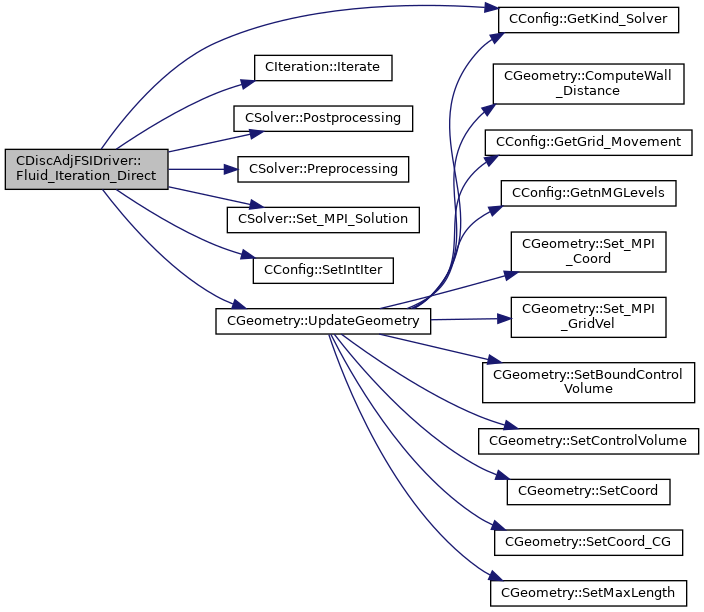 CDiscAdjFSIDriver::
Fluid_Iteration_Direct
CConfig::GetKind_Solver
CIteration::Iterate
CSolver::Postprocessing
CSolver::Preprocessing
CSolver::Set_MPI_Solution
CConfig::SetIntIter
CGeometry::UpdateGeometry
CGeometry::ComputeWall
_Distance
CConfig::GetGrid_Movement
CConfig::GetnMGLevels
CGeometry::Set_MPI
_Coord
CGeometry::Set_MPI
_GridVel
CGeometry::SetBoundControl
Volume
CGeometry::SetControlVolume
CGeometry::SetCoord
CGeometry::SetCoord_CG
CGeometry::SetMaxLength